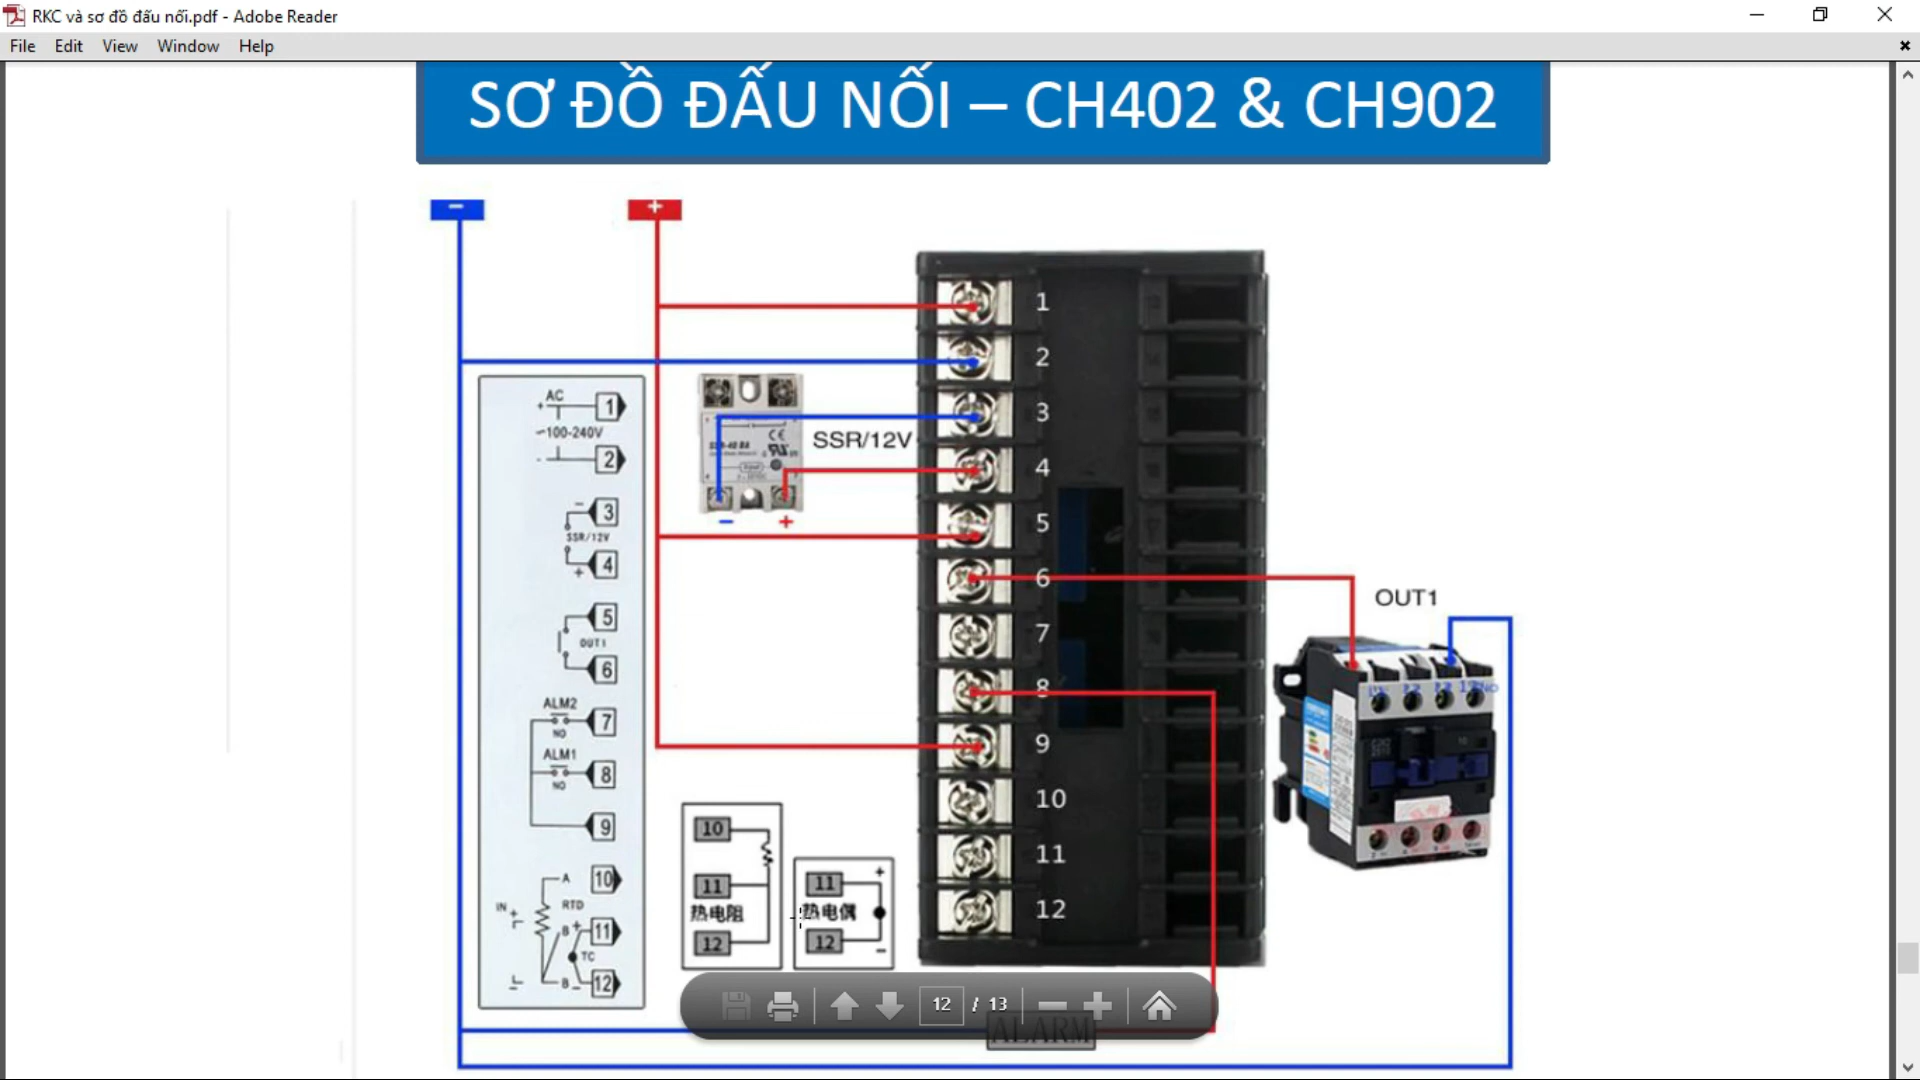 RKC và sơ đồ đấu nối.pdf - Adobe Reader
File Edit View Window Help
SƠ ĐỒ ĐẤU NỐI – CH402 & CH902
− +
AC
+ 1
~100-240V
- 2
− 3
SSR/12V
+ 4
5
OUT1
6
ALM2
7
NO
ALM1
8
NO
9
A 10
IN + RTD
B + 11
TC
B − 12
CE
SSR/12V
− +
1
2
3
4
5
6
7
8
9
10
11
12
OUT1
10
11
热电阻
12
+
11
热电偶
12
−
12 / 13
ALARM